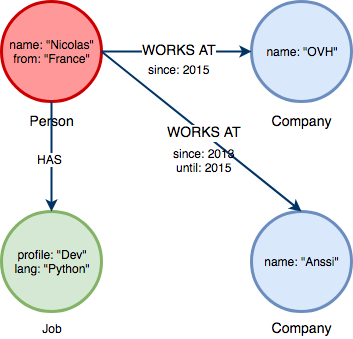 name: "Nicolas"
from: "France"
WORKS AT
since: 2015
name: "OVH"
Person
Company
WORKS AT
since: 2013
until: 2015
HAS
profile: "Dev"
lang: "Python"
name: "Anssi"
Job
Company